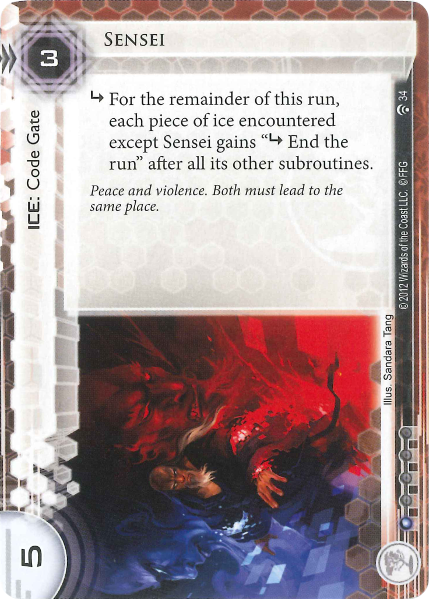 SENSEI
3
ICE: Code Gate
↳ For the remainder of this run,
each piece of ice encountered
except Sensei gains “↳ End the
run” after all its other subroutines.
Peace and violence. Both must lead to the
same place.
34
© 2012 Wizards of the Coast LLC. © FFG
Illus. Sandara Tang
5